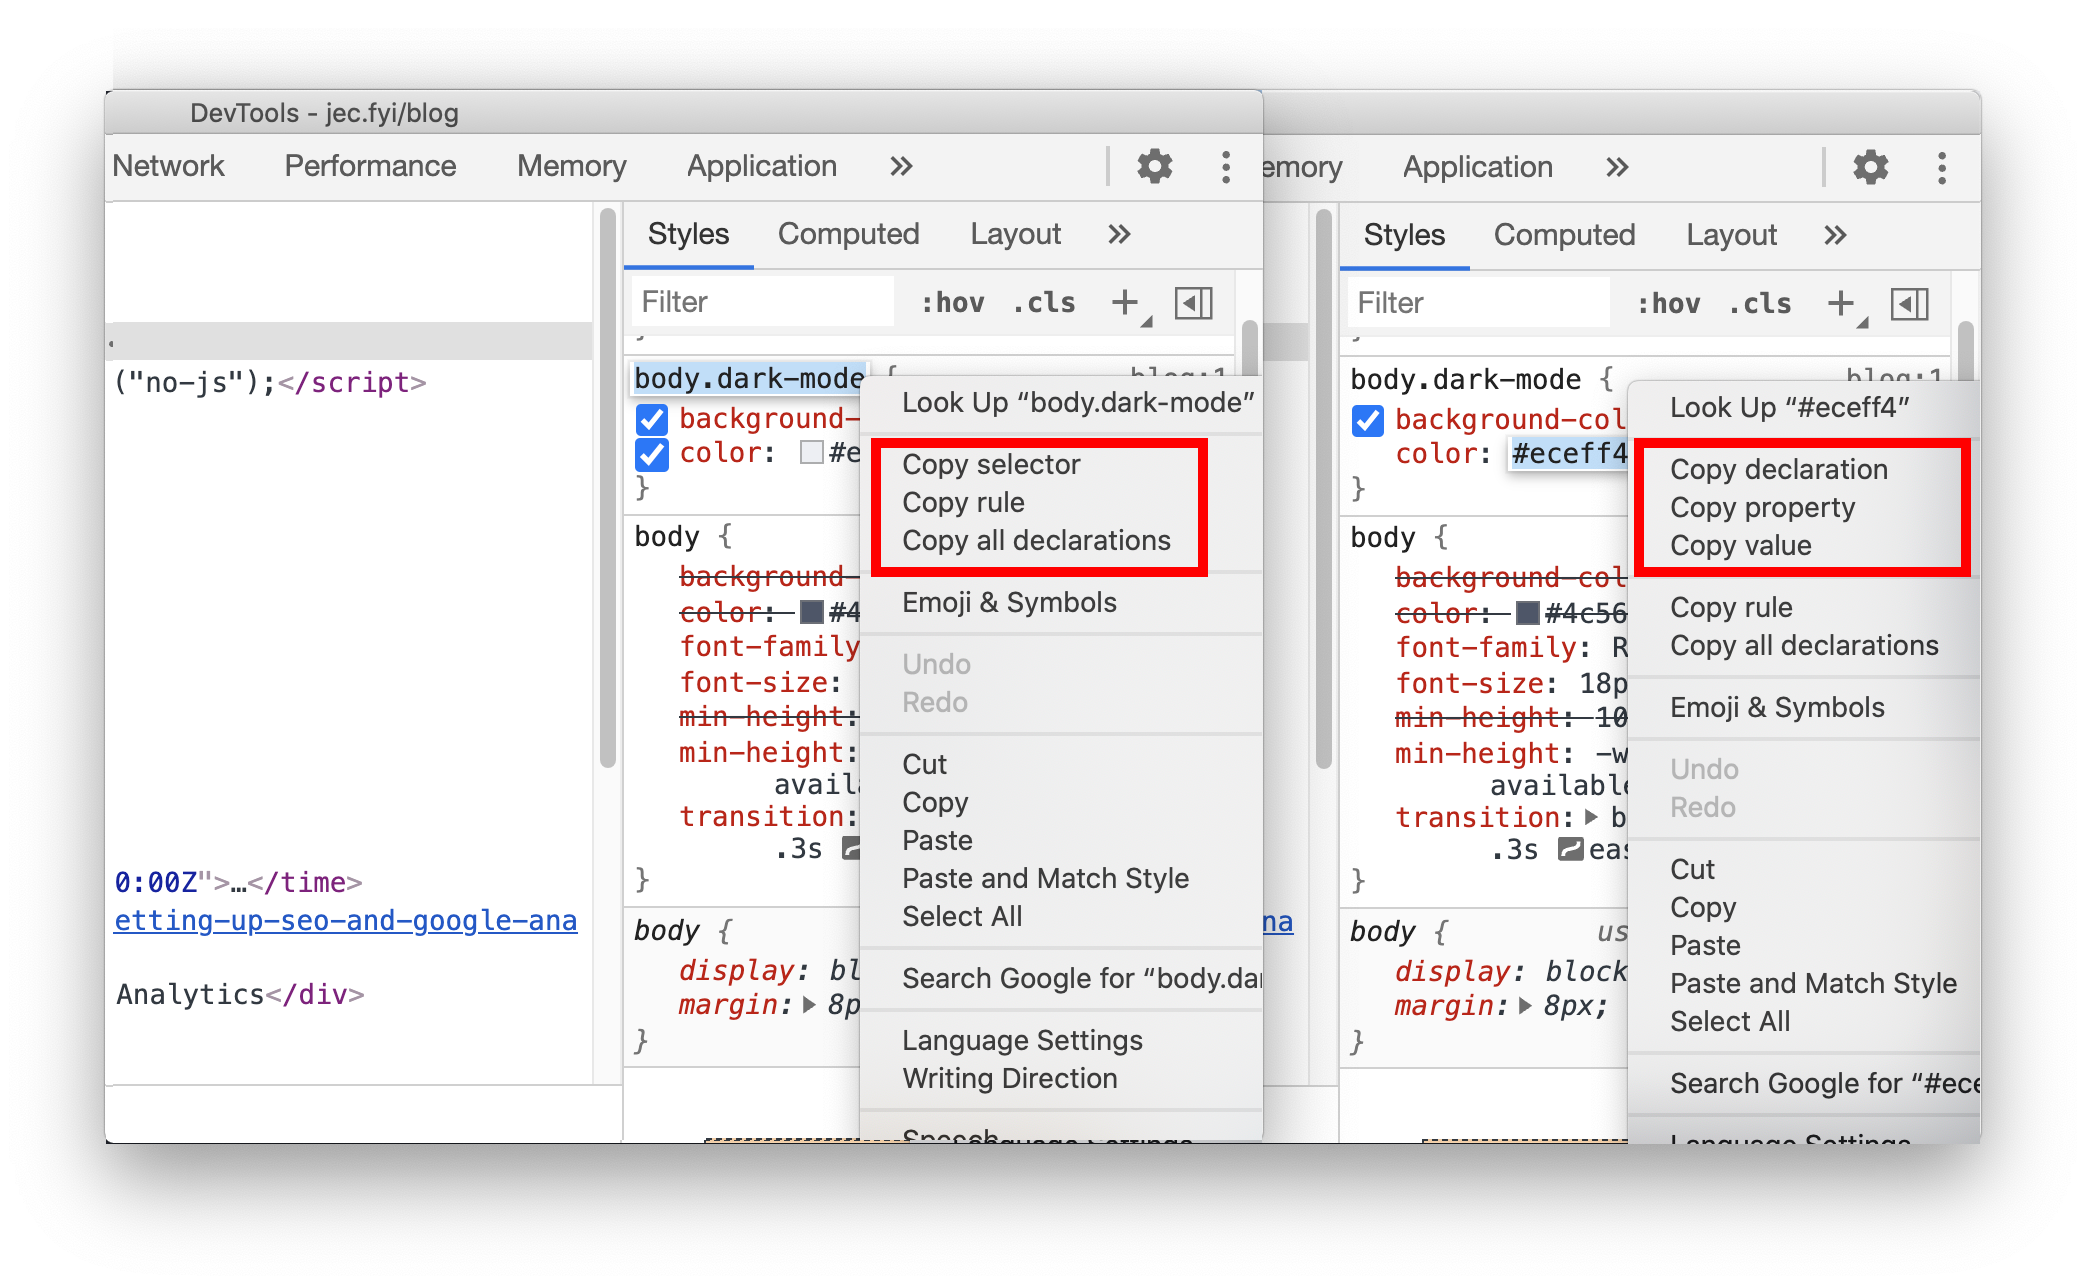 DevTools - jec.fyi/blog
Network Performance Memory Application »
("no-js");</script>
0:00Z">…</time>
etting-up-seo-and-google-ana
Analytics</div>
Styles Computed Layout »
Filter :hov .cls +
}
body.dark-mode { blog:1
background-
color: #e
}
body {
background-
color: #4
font-family
font-size:
min-height:
min-height:
availa
transition:
.3s
}
body {
display: bl
margin: ▶ 8p
}
Look Up “body.dark-mode”
Copy selector
Copy rule
Copy all declarations
Emoji & Symbols
Undo
Redo
Cut
Copy
Paste
Paste and Match Style
Select All
Search Google for “body.dar
Language Settings
Writing Direction
Speech
emory Application »
na
Styles Computed Layout »
Filter :hov .cls +
}
body.dark-mode { blog:1
background-col
color: #eceff4
}
body {
background-col
color: #4c56
font-family: R
font-size: 18p
min-height: 10
min-height: -w
available
transition: ▶ b
.3s eas
}
body { us
display: block
margin: ▶ 8px;
}
Look Up “#eceff4”
Copy declaration
Copy property
Copy value
Copy rule
Copy all declarations
Emoji & Symbols
Undo
Redo
Cut
Copy
Paste
Paste and Match Style
Select All
Search Google for “#ece
Language Settings